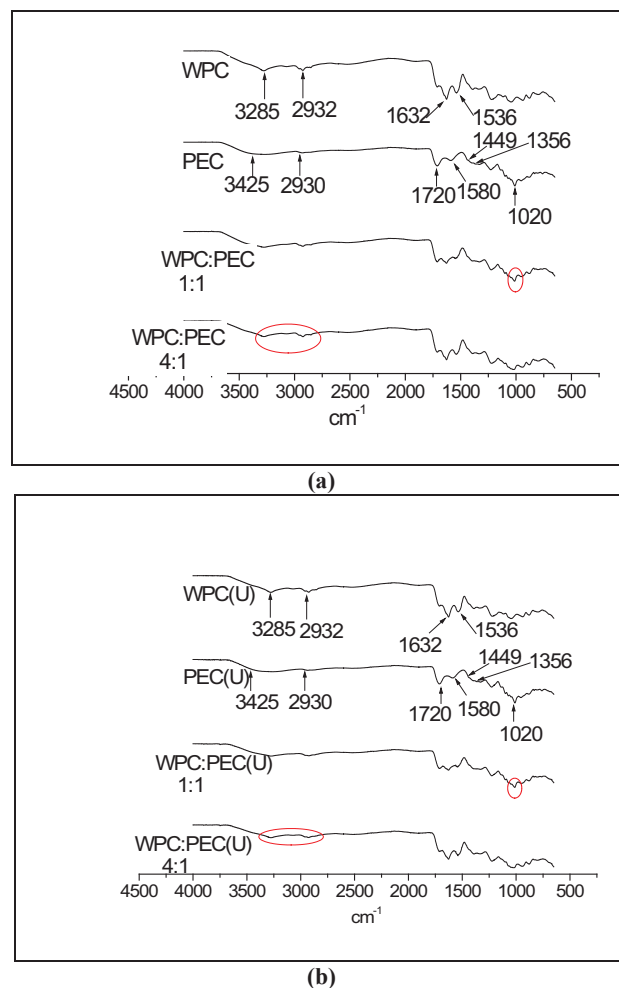 WPC
3285 2932 1632 1536
1449 1356
PEC
3425 2930 1720 1580
1020
WPC:PEC
1:1
WPC:PEC
4:1
4500 4000 3500 3000 2500 2000 1500 1000 500
cm-1
(a)
WPC(U)
3285 2932 1632 1536
1449 1356
PEC(U)
3425 2930 1720 1580
1020
WPC:PEC(U)
1:1
WPC:PEC(U)
4:1
4500 4000 3500 3000 2500 2000 1500 1000 500
cm-1
(b)